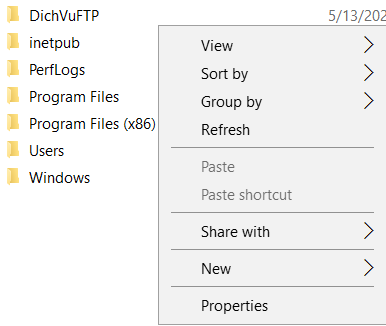 DichVuFTP 5/13/202
inetpub
PerfLogs
Program Files
Program Files (x86)
Users
Windows
View
Sort by
Group by
Refresh
Paste
Paste shortcut
Share with
New
Properties